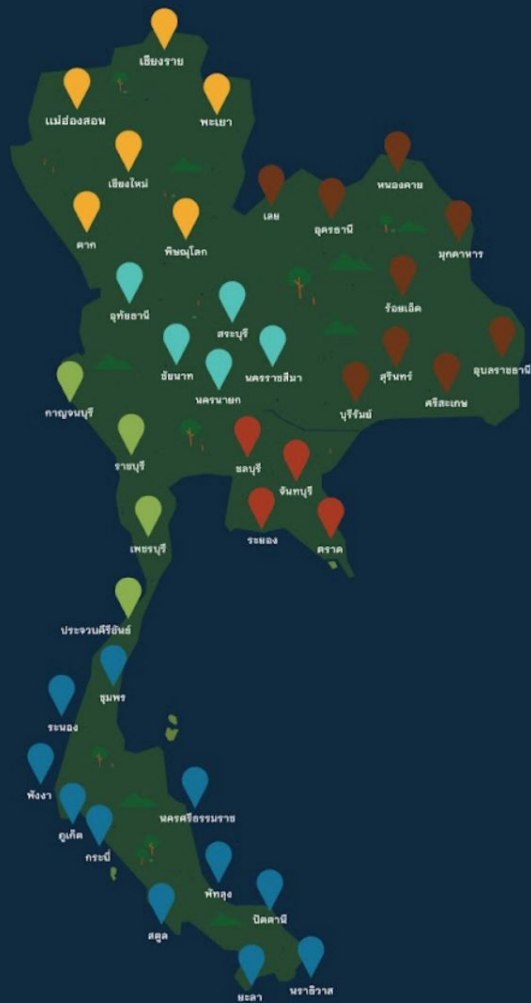 เชียงราย
แม่ฮ่องสอน
พะเยา
เชียงใหม่
หนองคาย
เลย
อุดรธานี
ตาก
พิษณุโลก
มุกดาหาร
อุทัยธานี
สระบุรี
ร้อยเอ็ด
ชัยนาท
นครราชสีมา
สุรินทร์
อุบลราชธานี
นครนายก
ศรีสะเกษ
กาญจนบุรี
บุรีรัมย์
ราชบุรี
ชลบุรี
จันทบุรี
เพชรบุรี
ระยอง
ตราด
ประจวบคีรีขันธ์
ชุมพร
ระนอง
พังงา
นครศรีธรรมราช
ภูเก็ต
กระบี่
พัทลุง
ปัตตานี
สตูล
ยะลา
นราธิวาส